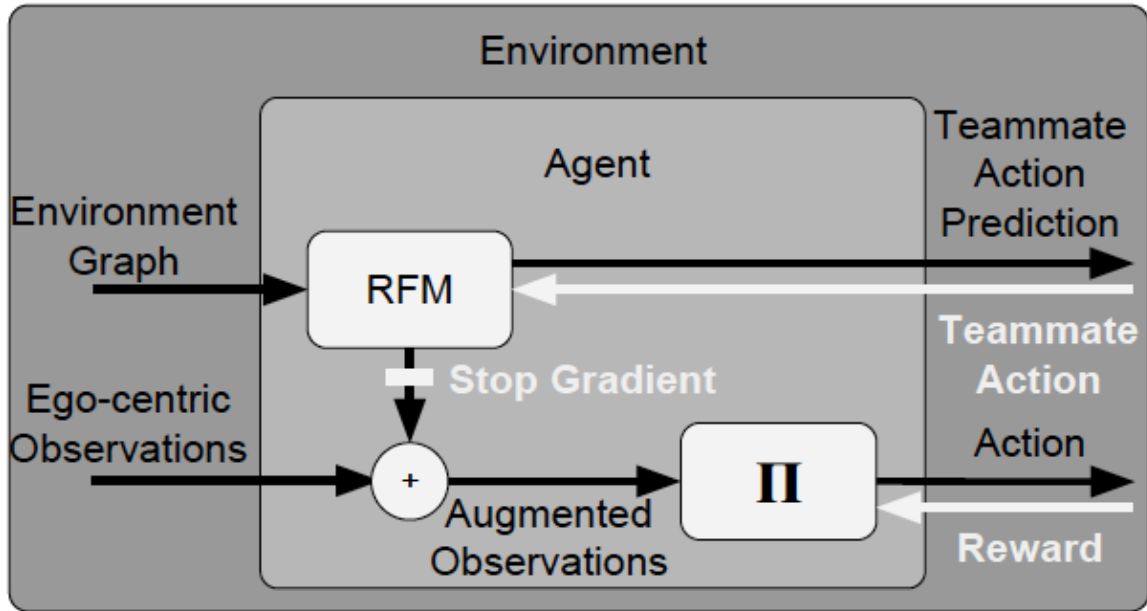 Environment
Agent
Teammate
Action
Prediction
Environment
Graph
RFM
Teammate
Action
Stop Gradient
Ego-centric
Observations
+
Augmented
Observations
Π
Action
Reward